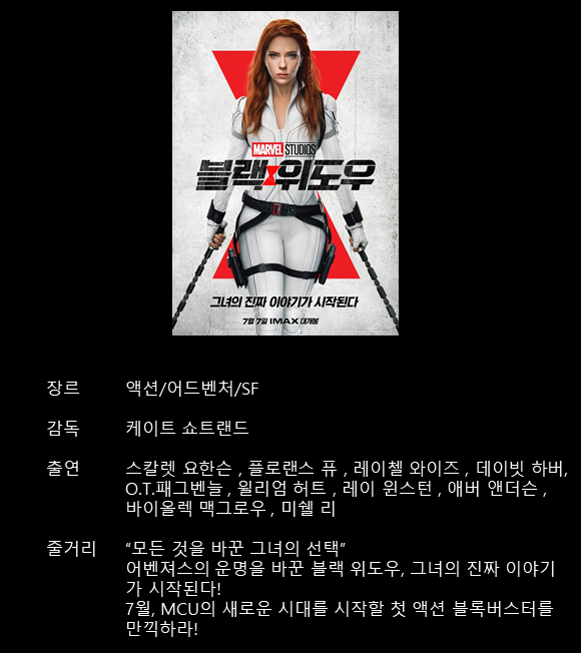 MARVEL STUDIOS
블랙 위도우
그녀의 진짜 이야기가 시작된다
7월 7일 IMAX 대개봉
장르 액션/어드벤처/SF
감독 케이트 쇼트랜드
출연 스칼렛 요한슨 , 플로랜스 퓨 , 레이첼 와이즈 , 데이빗 하버,
O.T.패그벤늘 , 윌리엄 허트 , 레이 윈스턴 , 애버 앤더슨 ,
바이올렉 맥그로우 , 미쉘 리
줄거리 “모든 것을 바꾼 그녀의 선택”
어벤져스의 운명을 바꾼 블랙 위도우, 그녀의 진짜 이야기
가 시작된다!
7월, MCU의 새로운 시대를 시작할 첫 액션 블록버스터를
만끽하라!